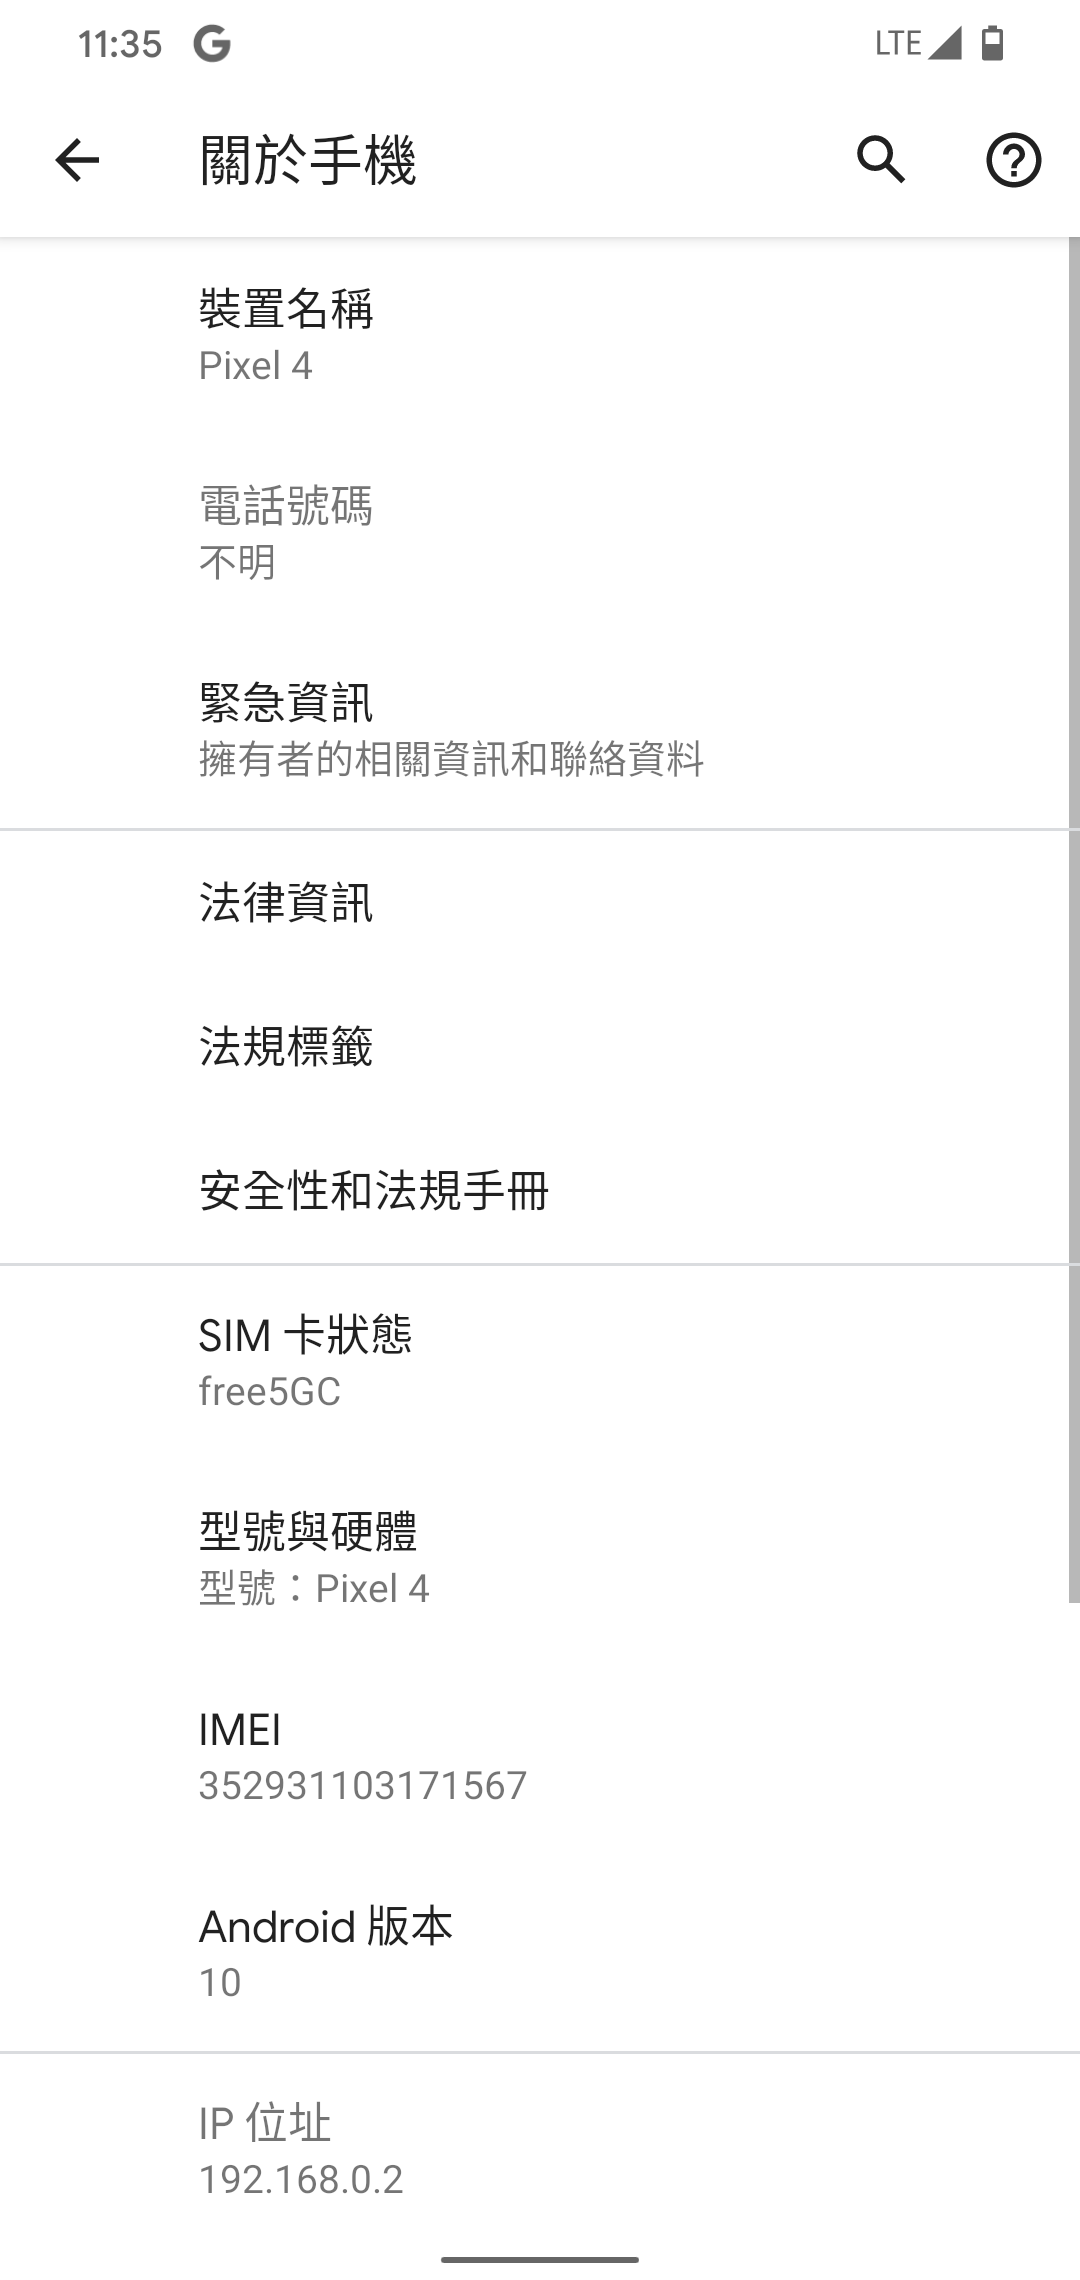 11:35 G LTE
關於手機
裝置名稱
Pixel 4
電話號碼
不明
緊急資訊
擁有者的相關資訊和聯絡資料
法律資訊
法規標籤
安全性和法規手冊
SIM 卡狀態
free5GC
型號與硬體
型號：Pixel 4
IMEI
352931103171567
Android 版本
10
IP 位址
192.168.0.2